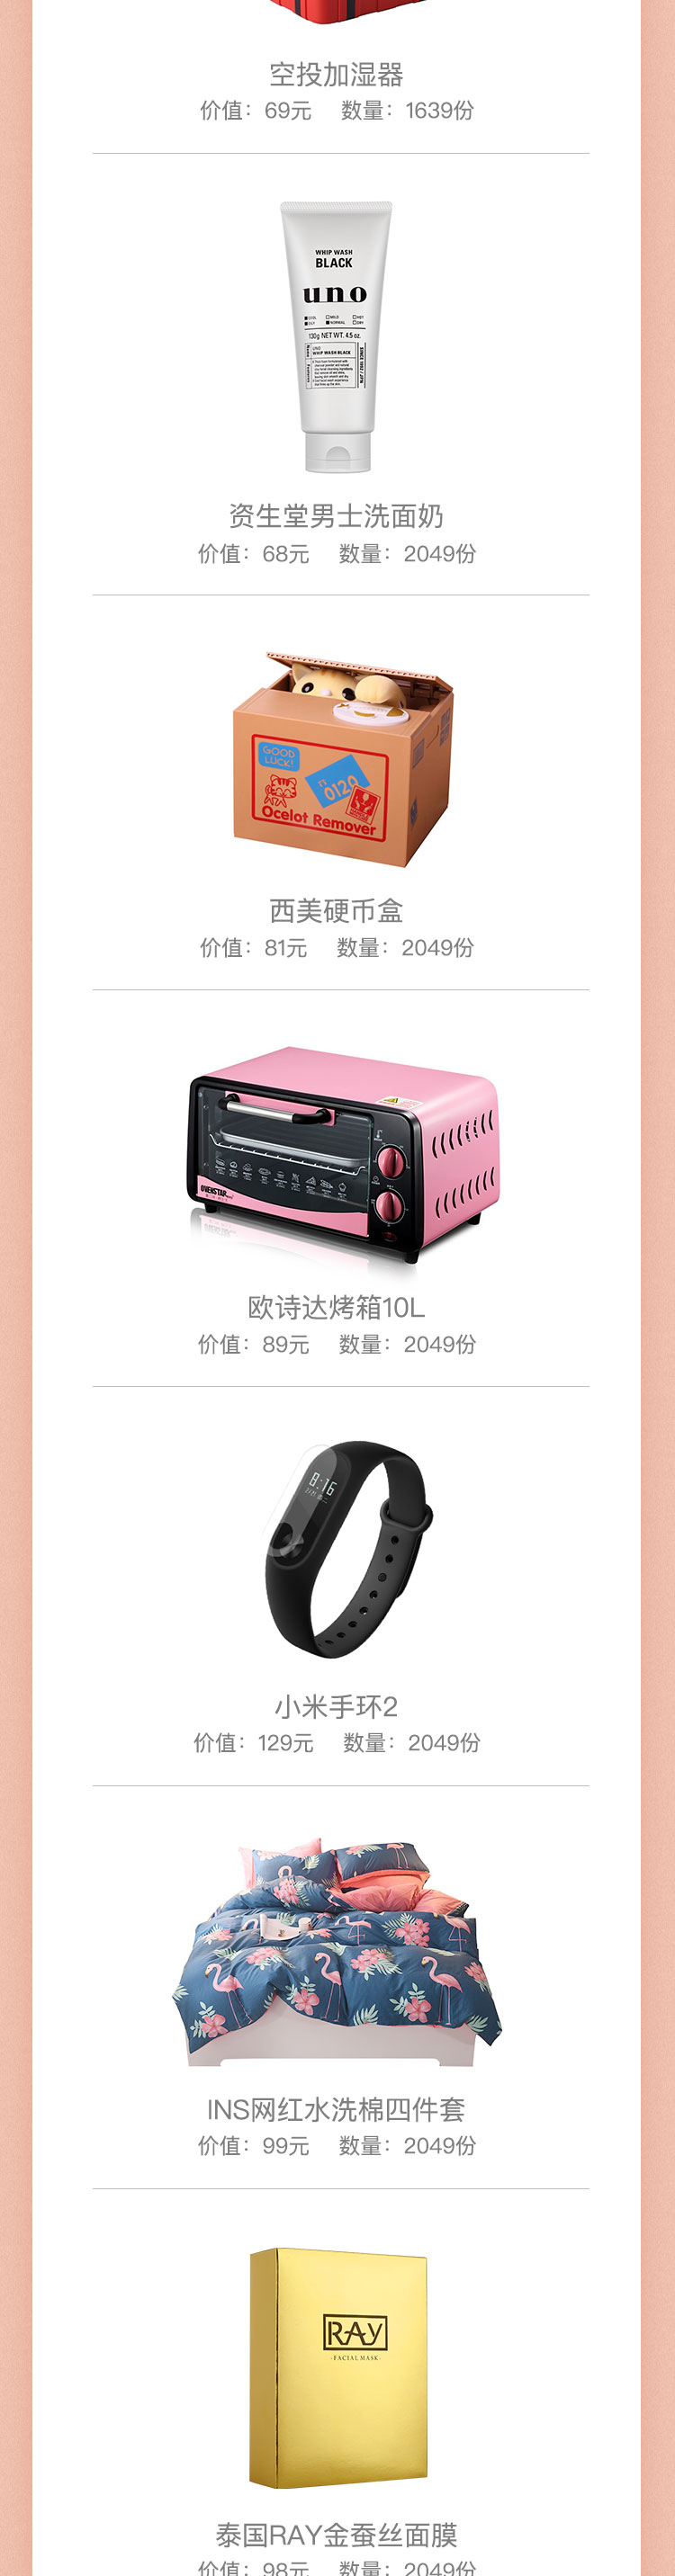 空投加湿器
价值：69元 数量：1639份
WHIP WASH
BLACK
uno
130g NET WT. 4.5 oz.
UNO
WHIP WASH BLACK
资生堂男士洗面奶
价值：68元 数量：2049份
GOOD
LUCK!
0120
Ocelot Remover
西美硬币盒
价值：81元 数量：2049份
OVENSTAR
欧诗达烤箱10L
价值：89元 数量：2049份
8:16
小米手环2
价值：129元 数量：2049份
INS网红水洗棉四件套
价值：99元 数量：2049份
RAY
-FACIAL MASK-
泰国RAY金蚕丝面膜
价值：98元 数量：2049份